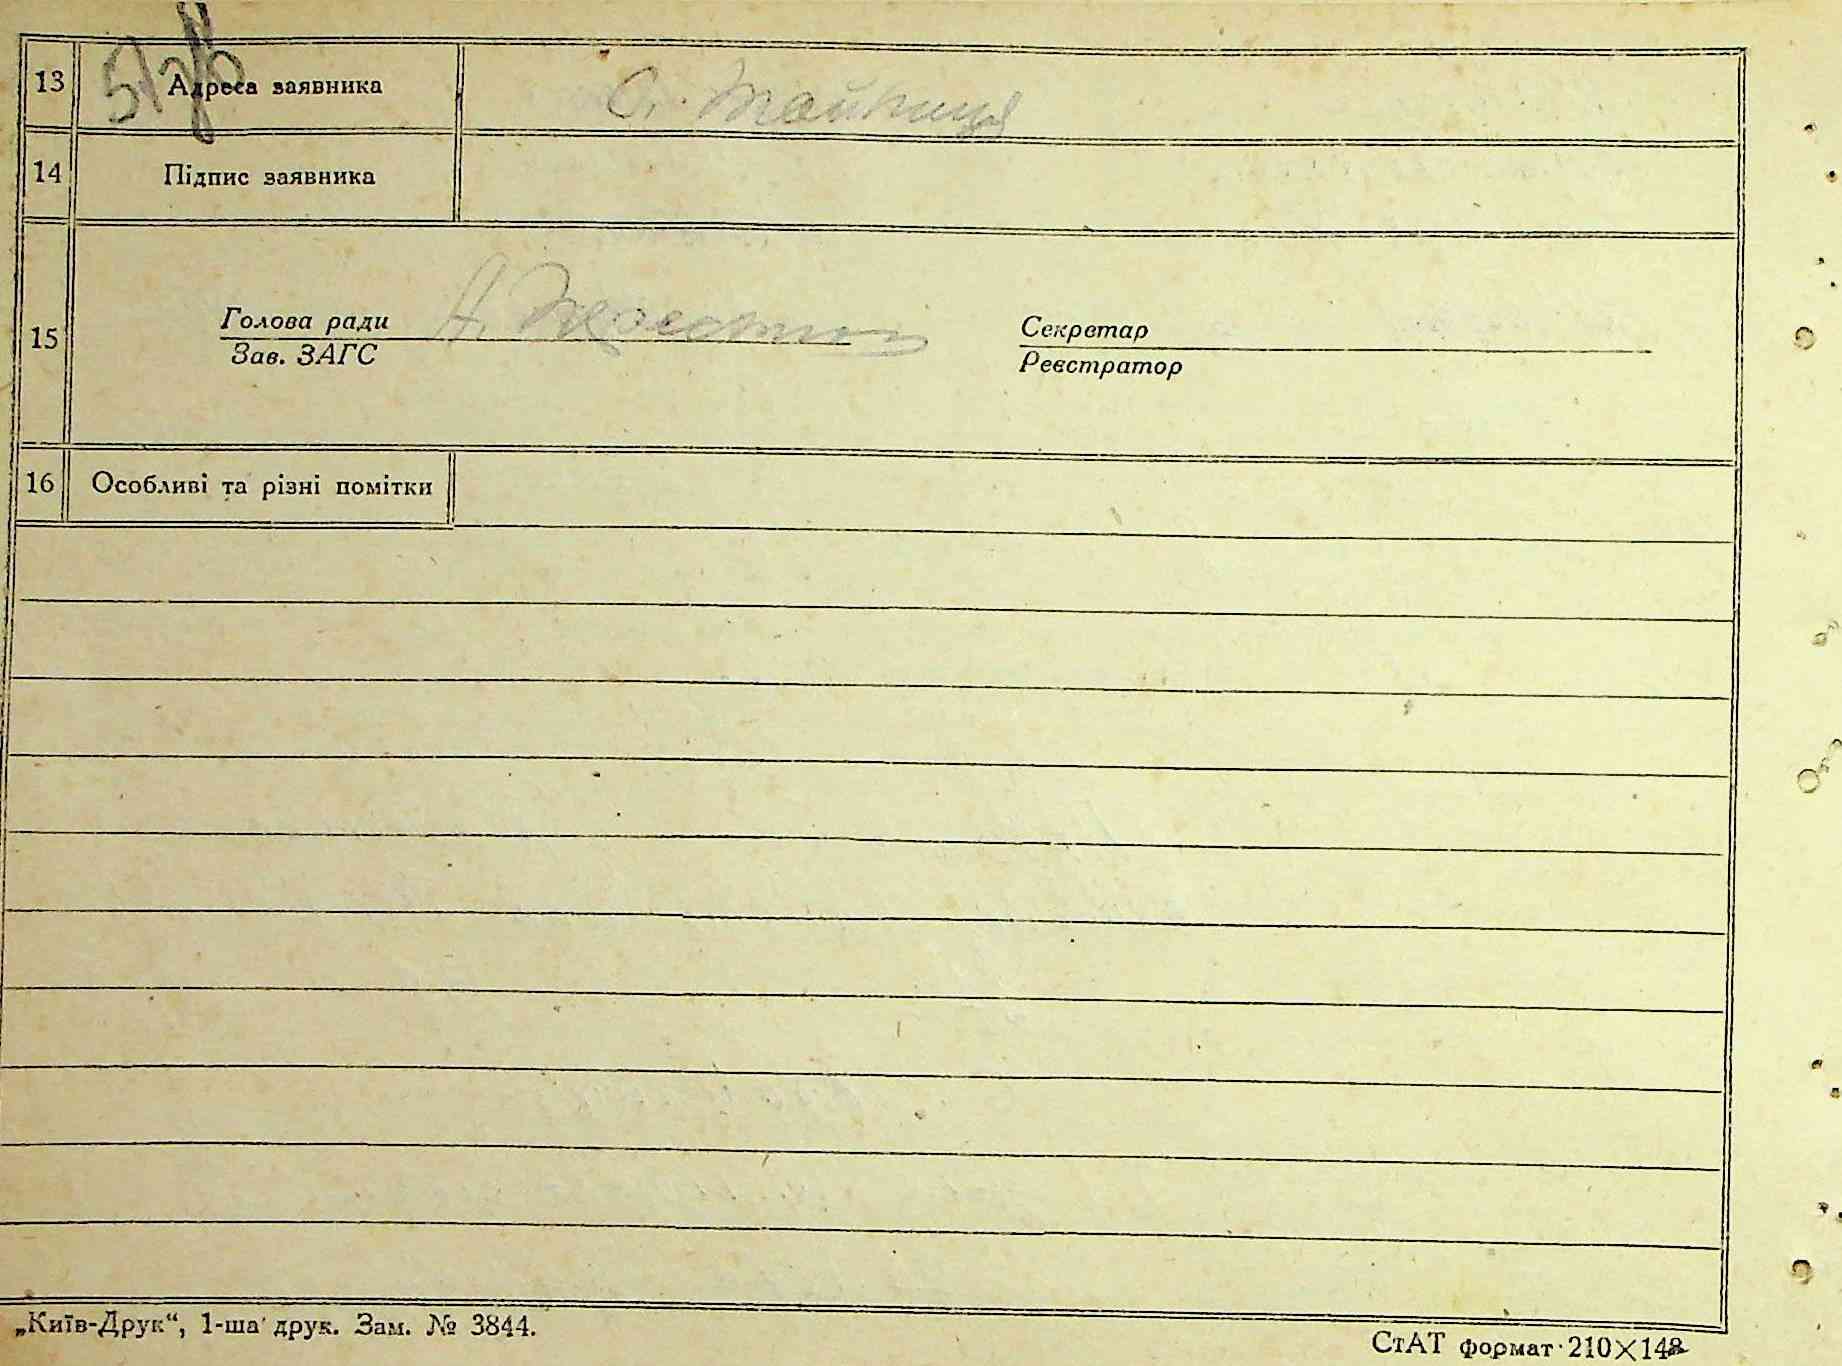 13 Адреса заявника С. Тайниця
14 Підпис заявника
15 Голова ради А.
Зав. ЗАГС
Секретар
Реєстратор
16 Особливі та різні помітки
„Київ-Друк“, 1-ша друк. Зам. № 3844.
СтАТ формат 210×148